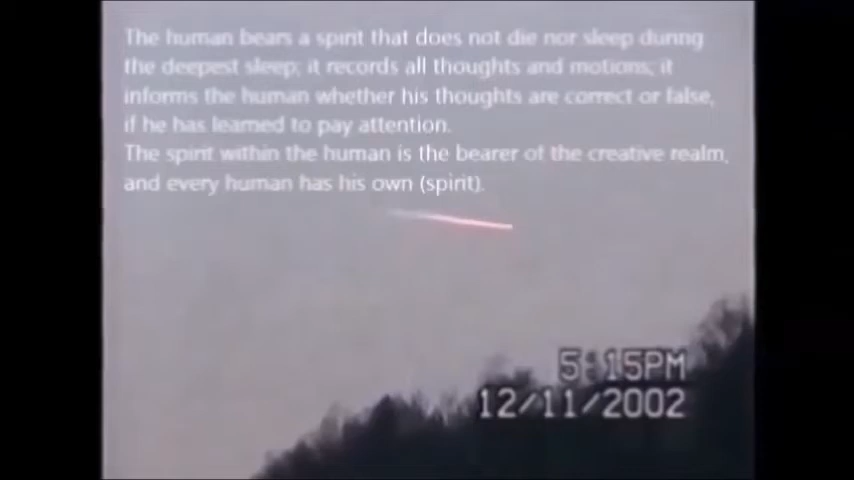 The human bears a spirit that does not die nor sleep during
the deepest sleep; it records all thoughts and motions; it
informs the human whether his thoughts are correct or false,
if he has learned to pay attention.
The spirit within the human is the bearer of the creative realm,
and every human has his own (spirit).
5:15PM
12/11/2002